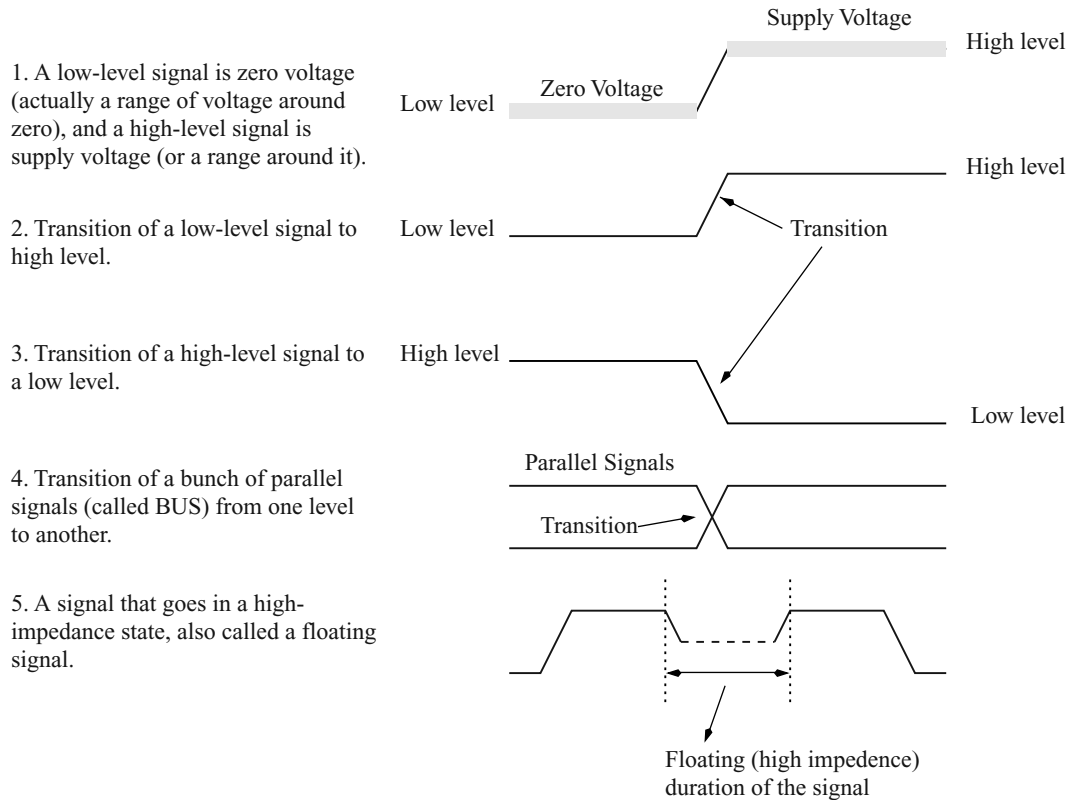 Supply Voltage
High level
1. A low-level signal is zero voltage
(actually a range of voltage around
zero), and a high-level signal is
supply voltage (or a range around it).
Low level
Zero Voltage
High level
2. Transition of a low-level signal to
high level.
Low level
Transition
3. Transition of a high-level signal to
a low level.
High level
Low level
4. Transition of a bunch of parallel
signals (called BUS) from one level
to another.
Parallel Signals
Transition
5. A signal that goes in a high-
impedance state, also called a floating
signal.
Floating (high impedence)
duration of the signal